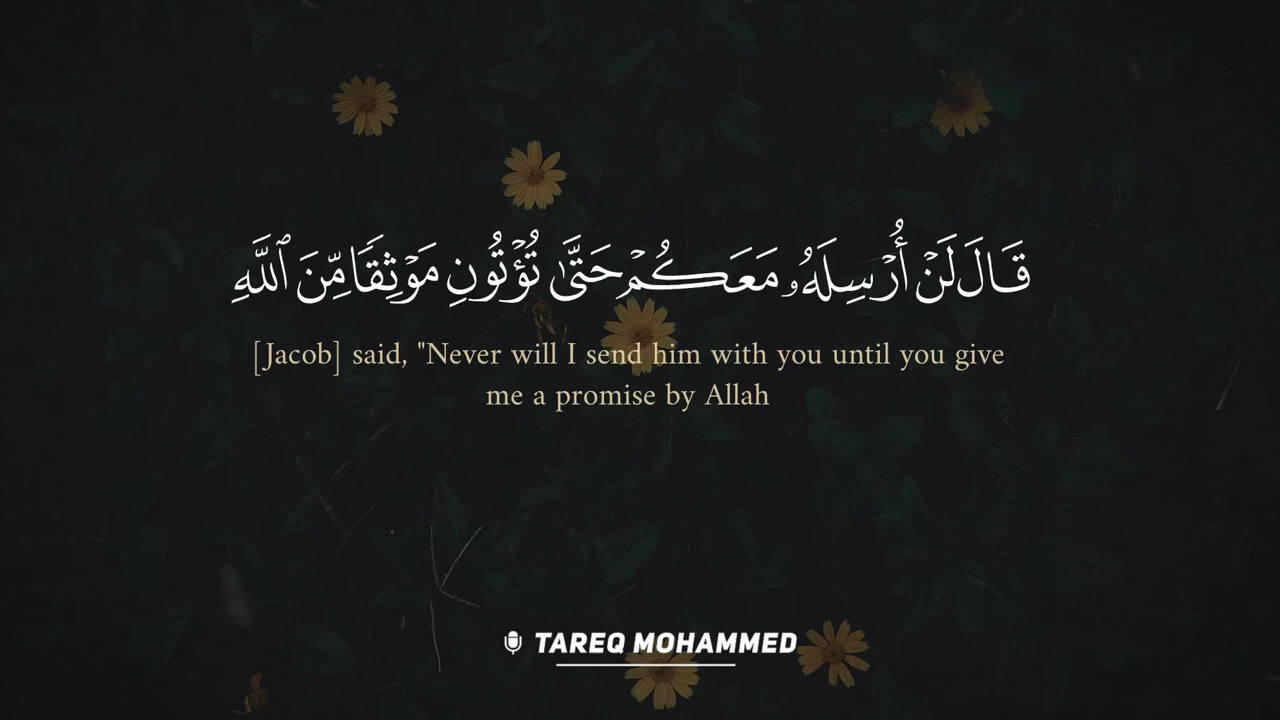 قَالَ لَنْ أُرْسِلَهُۥ مَعَكُمْ حَتَّىٰ تُؤْتُونِ مَوْثِقًا مِّنَ ٱللَّهِ
[Jacob] said, "Never will I send him with you until you give
me a promise by Allah
TAREQ MOHAMMED